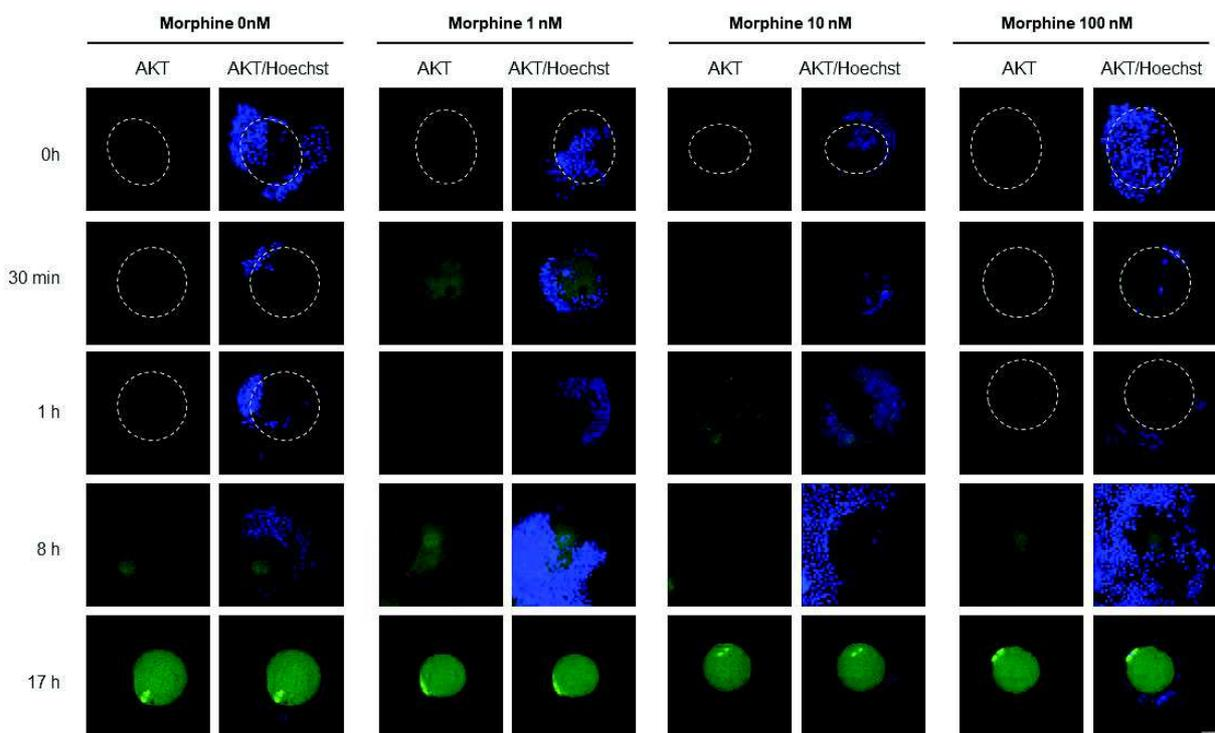 Morphine 0nM Morphine 1 nM Morphine 10 nM Morphine 100 nM
AKT AKT/Hoechst AKT AKT/Hoechst AKT AKT/Hoechst AKT AKT/Hoechst
0h
30 min
1 h
8 h
17 h